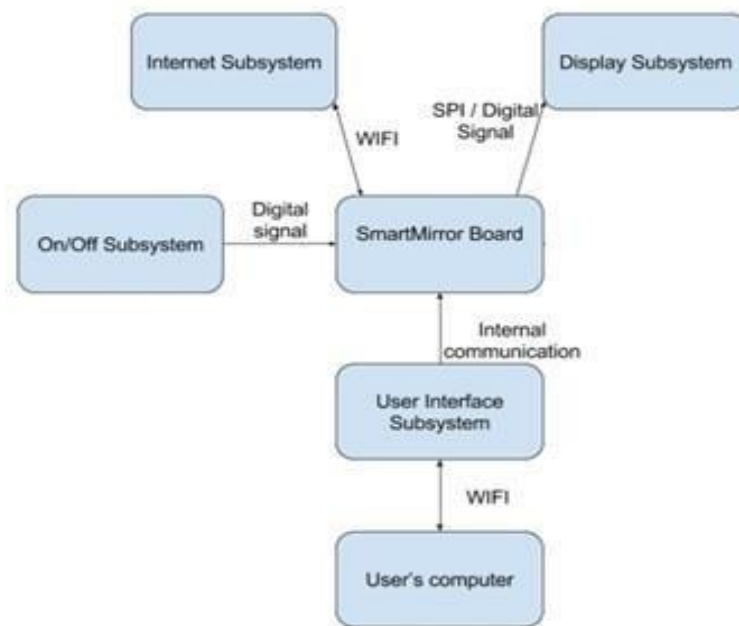 Internet Subsystem
Display Subsystem
SPI / Digital
Signal
WIFI
Digital
signal
On/Off Subsystem
SmartMirror Board
Internal
communication
User Interface
Subsystem
WIFI
User's computer